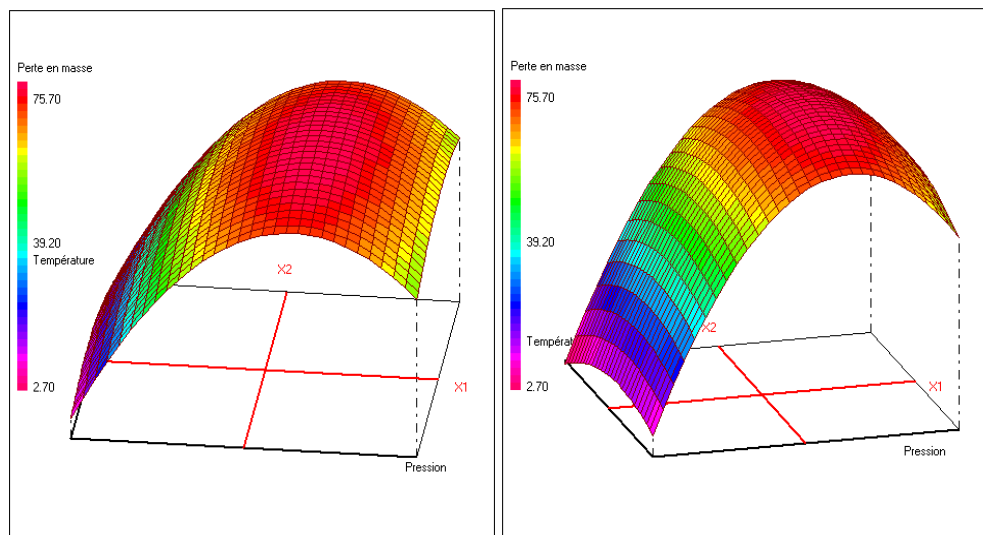 Perte en masse
75.70
39.20
Température
2.70
X2
X1
Pression
Perte en masse
75.70
39.20
Températur
2.70
X2
X1
Pression